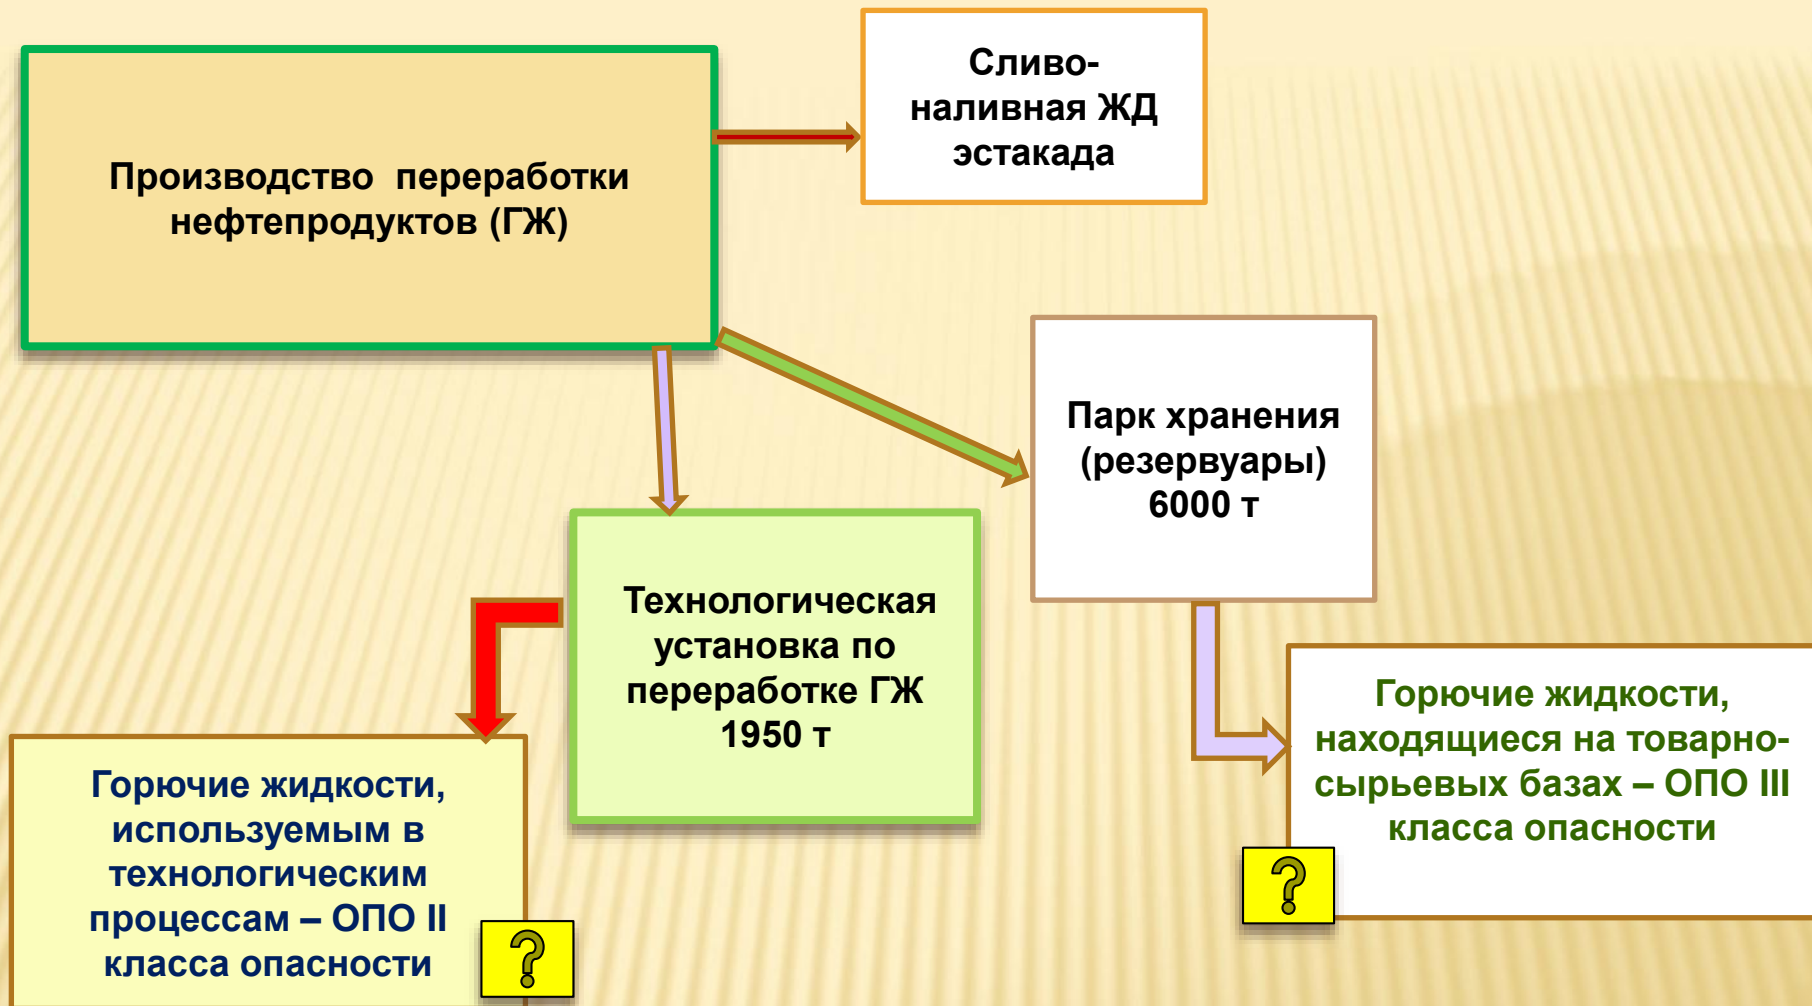 Сливо-
наливная ЖД
эстакада
Производство переработки
нефтепродуктов (ГЖ)
Парк хранения
(резервуары)
6000 т
Технологическая
установка по
переработке ГЖ
1950 т
Горючие жидкости,
находящиеся на товарно-
сырьевых базах – ОПО III
класса опасности
?
Горючие жидкости,
используемым в
технологическим
процессам – ОПО II
класса опасности
?